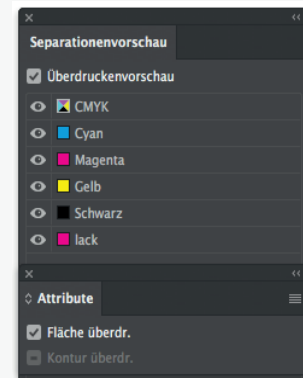 Separationenvorschau
Überdruckenvorschau
CMYK
Cyan
Magenta
Gelb
Schwarz
lack
Attribute
Fläche überdr.
Kontur überdr.